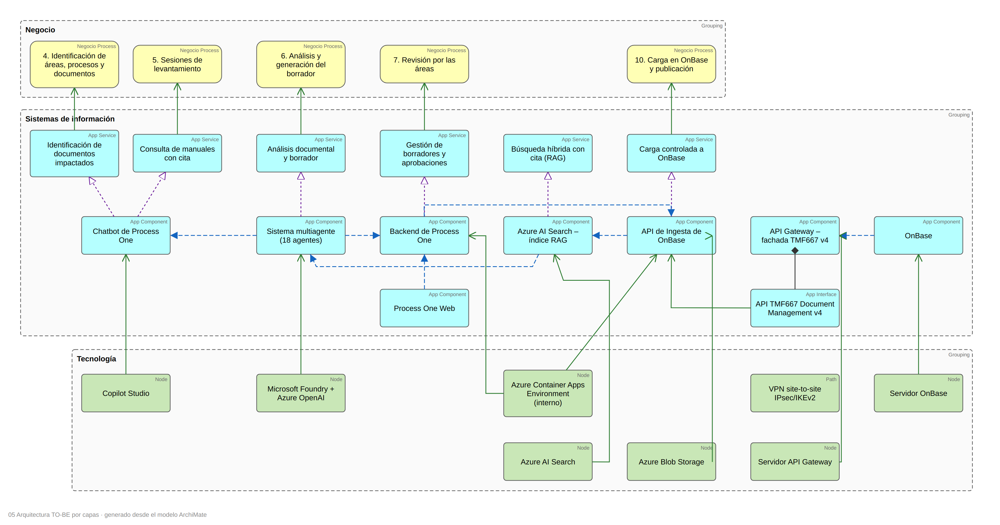 Negocio
Grouping
Negocio Process
4. Identificación de
áreas, procesos y
documentos
Negocio Process
5. Sesiones de
levantamiento
Negocio Process
6. Análisis y
generación del
borrador
Negocio Process
7. Revisión por las
áreas
Negocio Process
10. Carga en OnBase
y publicación
Sistemas de información
Grouping
App Service
Identificación de
documentos
impactados
App Service
Consulta de manuales
con cita
App Service
Análisis documental
y borrador
App Service
Gestión de
borradores y
aprobaciones
App Service
Búsqueda híbrida con
cita (RAG)
App Service
Carga controlada a
OnBase
App Component
Chatbot de Process
One
App Component
Sistema multiagente
(18 agentes)
App Component
Backend de Process
One
App Component
Azure AI Search –
índice RAG
App Component
API de Ingesta de
OnBase
App Component
API Gateway –
fachada TMF667 v4
App Component
OnBase
App Component
Process One Web
App Interface
API TMF667 Document
Management v4
Tecnología
Grouping
Node
Copilot Studio
Node
Microsoft Foundry +
Azure OpenAI
Node
Azure Container Apps
Environment
(interno)
Path
VPN site-to-site
IPsec/IKEv2
Node
Servidor OnBase
Node
Azure AI Search
Node
Azure Blob Storage
Node
Servidor API Gateway
05 Arquitectura TO-BE por capas · generado desde el modelo ArchiMate